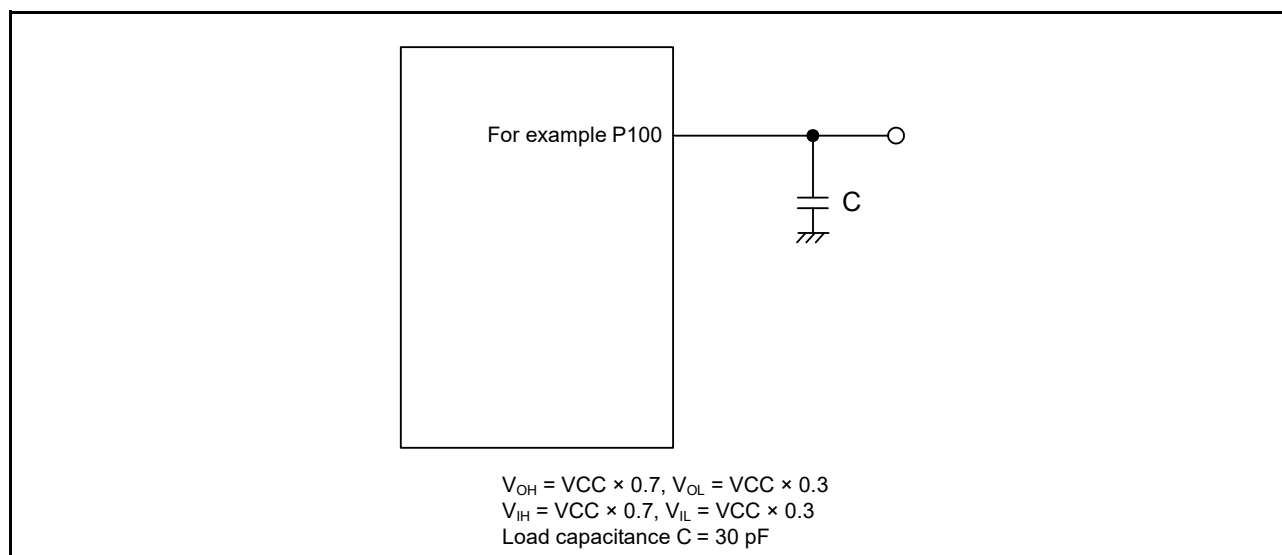 For example P100
C
V_OH = VCC × 0.7, V_OL = VCC × 0.3
V_IH = VCC × 0.7, V_IL = VCC × 0.3
Load capacitance C = 30 pF